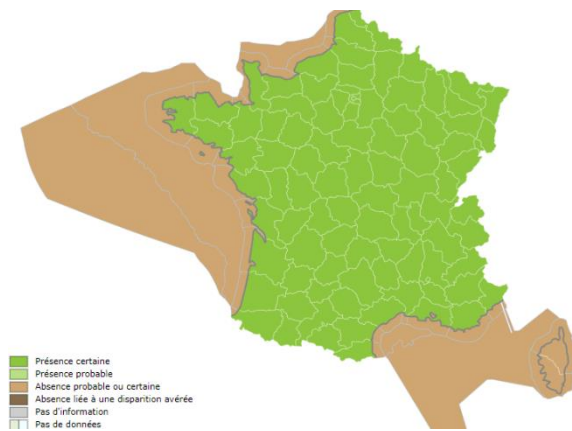 Présence certaine
Présence probable
Absence probable ou certaine
Absence liée à une disparition avérée
Pas d'information
Pas de données